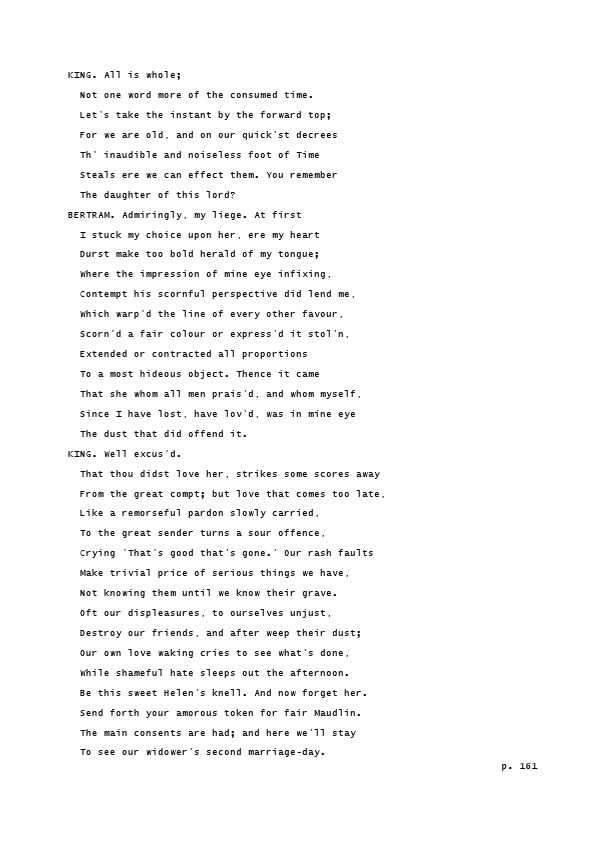 KING. All is whole;
Not one word more of the consumed time.
Let's take the instant by the forward top;
For we are old, and on our quick'st decrees
Th' inaudible and noiseless foot of Time
Steals ere we can effect them. You remember
The daughter of this lord?
BERTRAM. Admiringly, my liege. At first
I stuck my choice upon her, ere my heart
Durst make too bold herald of my tongue;
Where the impression of mine eye infixing,
Contempt his scornful perspective did lend me,
Which warp'd the line of every other favour,
Scorn'd a fair colour or express'd it stol'n,
Extended or contracted all proportions
To a most hideous object. Thence it came
That she whom all men prais'd, and whom myself,
Since I have lost, have lov'd, was in mine eye
The dust that did offend it.
KING. Well excus'd.
That thou didst love her, strikes some scores away
From the great compt; but love that comes too late,
Like a remorseful pardon slowly carried,
To the great sender turns a sour offence,
Crying 'That's good that's gone.' Our rash faults
Make trivial price of serious things we have,
Not knowing them until we know their grave.
Oft our displeasures, to ourselves unjust,
Destroy our friends, and after weep their dust;
Our own love waking cries to see what's done,
While shameful hate sleeps out the afternoon.
Be this sweet Helen's knell. And now forget her.
Send forth your amorous token for fair Maudlin.
The main consents are had; and here we'll stay
To see our widower's second marriage-day.
p. 161